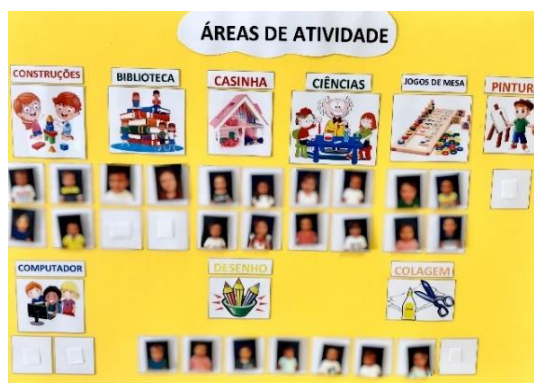 ÁREAS DE ATIVIDADE
CONSTRUÇÕES
BIBLIOTECA
CASINHA
CIÊNCIAS
JOGOS DE MESA
PINTUR
COMPUTADOR
DESENHO
COLAGEM